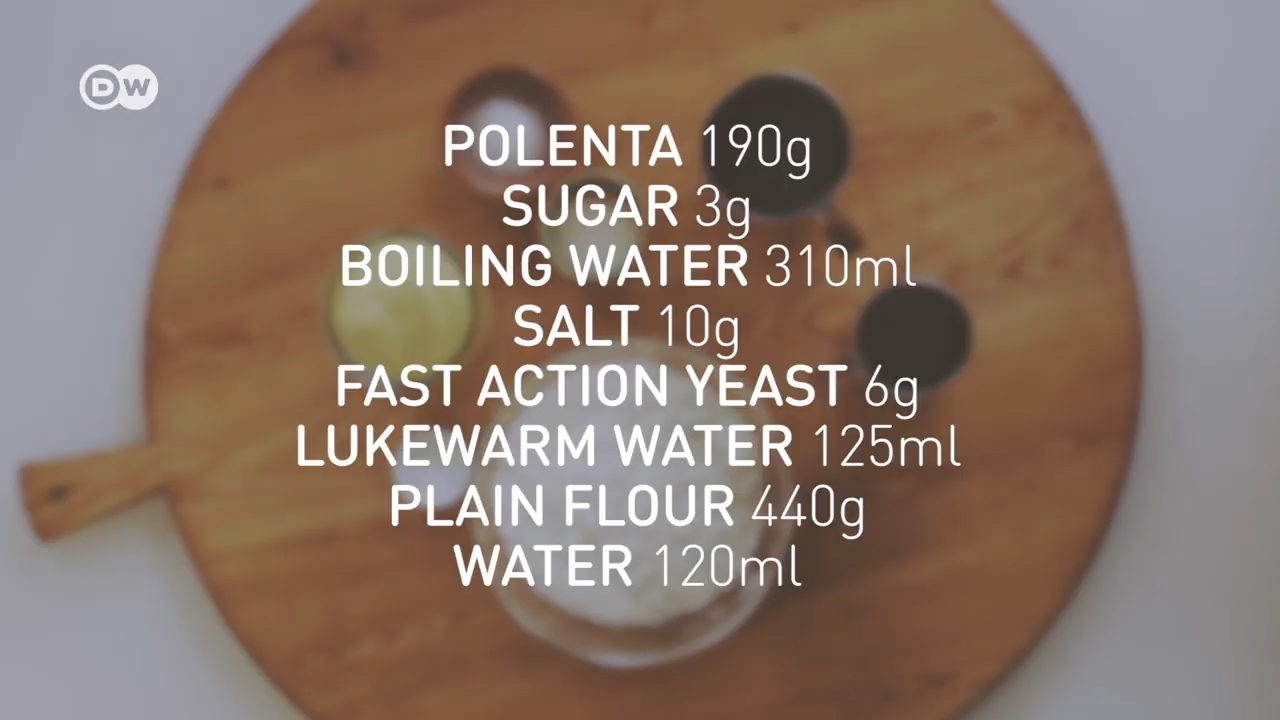 DW
POLENTA 190g
SUGAR 3g
BOILING WATER 310ml
SALT 10g
FAST ACTION YEAST 6g
LUKEWARM WATER 125ml
PLAIN FLOUR 440g
WATER 120ml